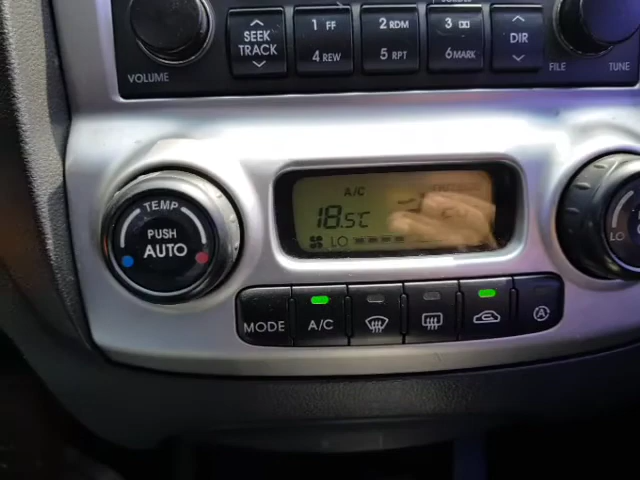 SEEK
TRACK
1 FF
4 REW
2 RDM
5 RPT
3
6 MARK
DIR
VOLUME
FILE
TUNE
TEMP
PUSH
AUTO
A/C
18.5°C
LO
LO
MODE
A/C
A